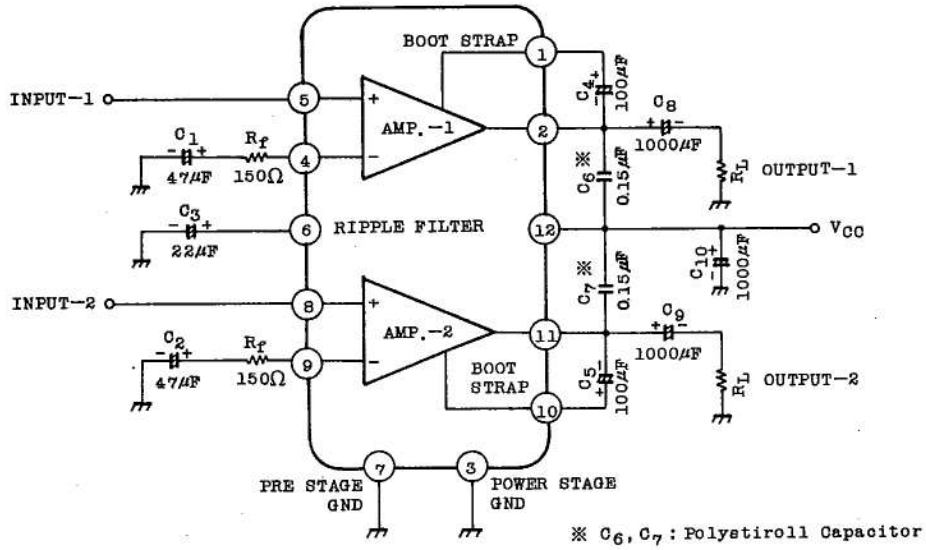 BOOT STRAP
1
C4
+
-
100µF
INPUT-1
5
+
AMP.-1
2
C8
+ -
1000µF
C1
- +
47µF
Rf
150Ω
4
-
C6 ※
0.15µF
RL
OUTPUT-1
C3
- +
22µF
6
RIPPLE FILTER
12
VCC
C10
+
-
1000µF
C7 ※
0.15µF
INPUT-2
8
+
AMP.-2
11
C9
+ -
1000µF
C2
- +
47µF
Rf
150Ω
9
-
BOOT
STRAP
C5
-
+
100µF
RL
OUTPUT-2
10
PRE STAGE
GND
7
3
POWER STAGE
GND
※ C6, C7 : Polystiroll Capacitor